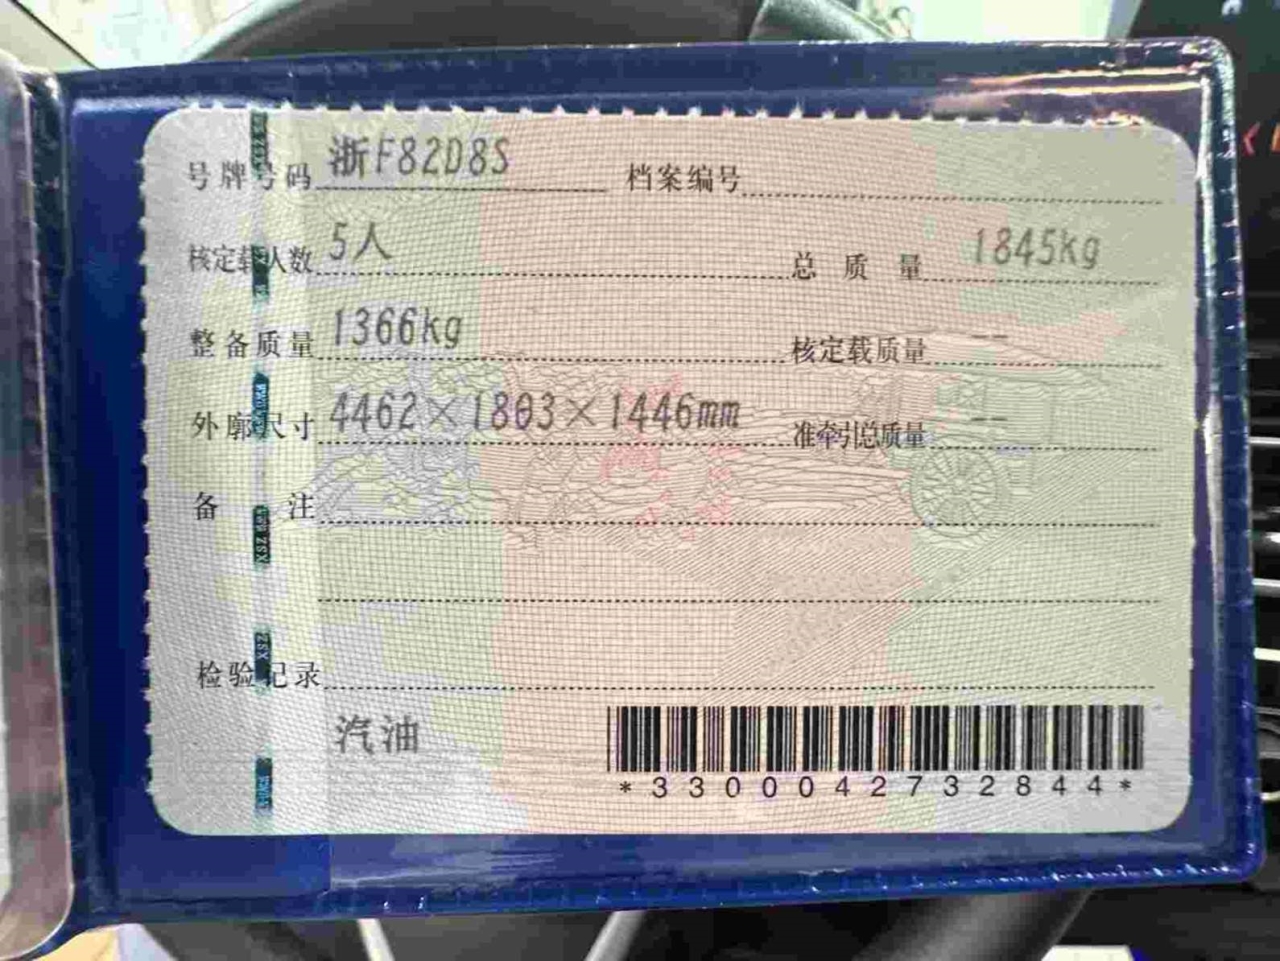 号牌号码 浙F82D8S 档案编号
核定载人数 5人 总质量 1845kg
整备质量 1366kg 核定载质量 --
外廓尺寸 4462×1803×1446mm 准牵引总质量 --
备注
检验记录
汽油
*3300042732844*